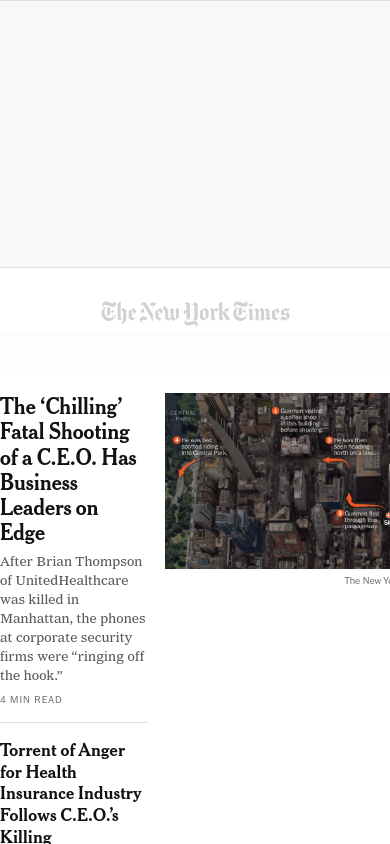 The New York Times
The ‘Chilling’
Fatal Shooting
of a C.E.O. Has
Business
Leaders on
Edge
After Brian Thompson
of UnitedHealthcare
was killed in
Manhattan, the phones
at corporate security
firms were “ringing off
the hook.”
4 MIN READ
CENTRAL
PARK
1 Gunman visited
a coffee shop
in this building
before shooting.
4 He was last
spotted riding
into Central Park.
3 He was then
seen heading
north on a bike.
2 Gunman fled
through this
passageway.
The New Yo
Torrent of Anger
for Health
Insurance Industry
Follows C.E.O.’s
Killing